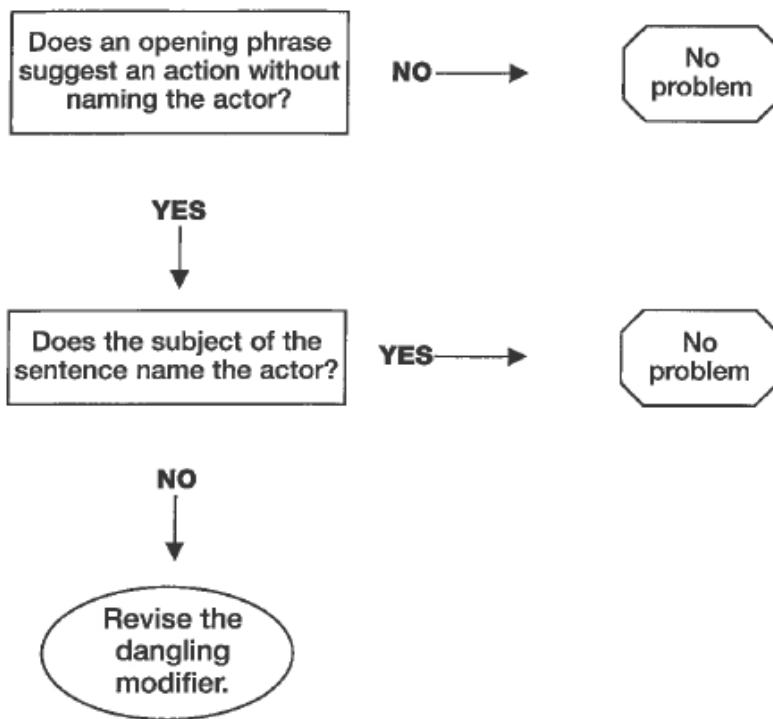 Does an opening phrase
suggest an action without
naming the actor?
NO
No
problem
YES
Does the subject of the
sentence name the actor?
YES
No
problem
NO
Revise the
dangling
modifier.